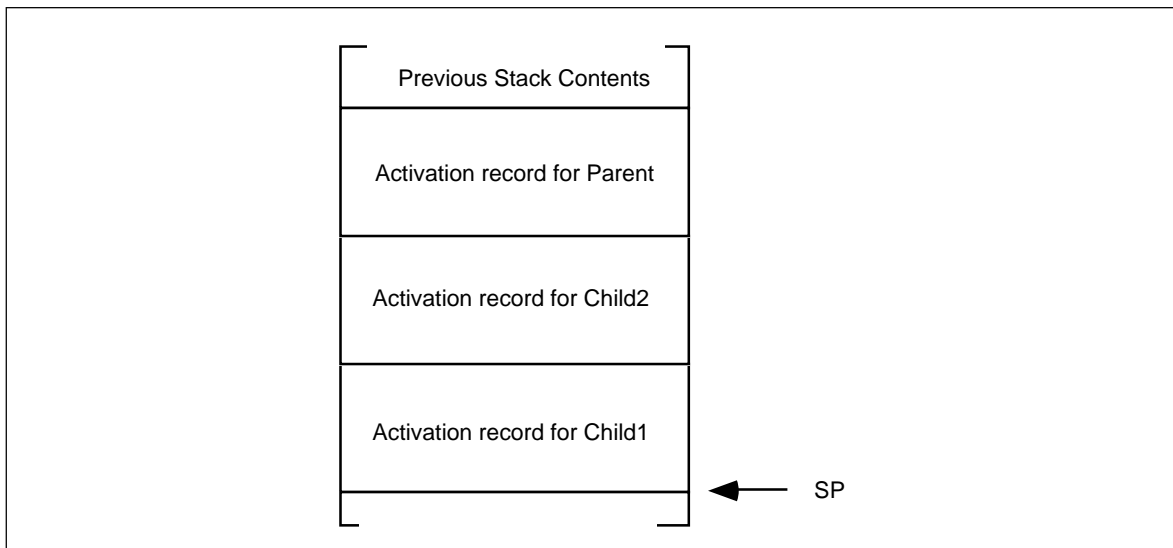 Previous Stack Contents
Activation record for Parent
Activation record for Child2
Activation record for Child1
SP